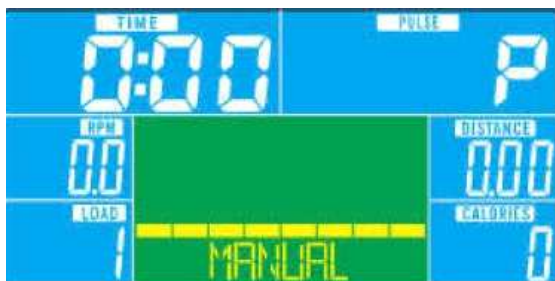 TIME PULSE
0:00 P
RPM DISTANCE
0.0 0.00
LOAD CALORIES
1 0
MANUAL